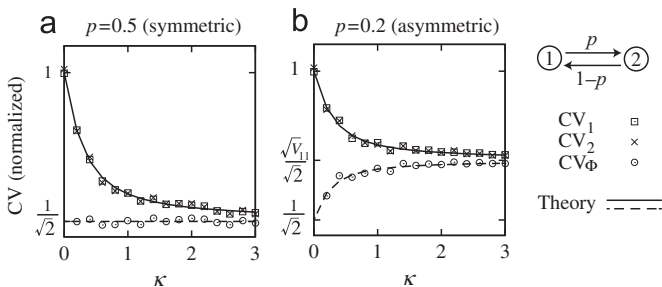 a
p=0.5 (symmetric)
CV (normalized)
1
1/√2
0 1 2 3
κ
b
p=0.2 (asymmetric)
1
√V₁₁/√2
1/√2
0 1 2 3
κ
p
1 2
1–p
CV₁
CV₂
CV_Φ
Theory